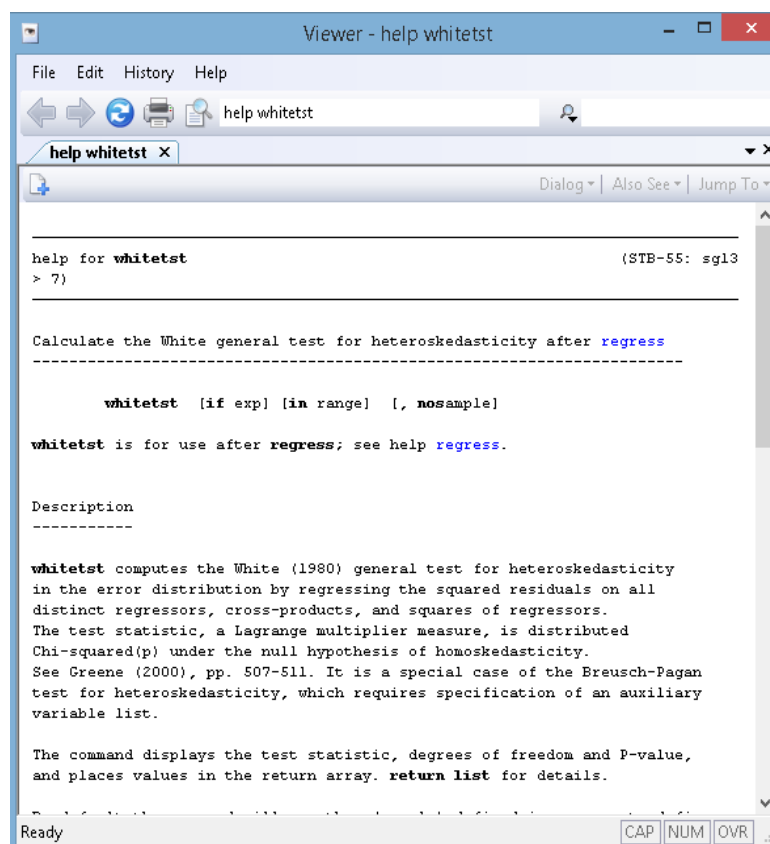 Viewer - help whitetst
File Edit History Help
help whitetst
help whitetst
Dialog Also See Jump To
help for whitetst (STB-55: sg13
> 7)
Calculate the White general test for heteroskedasticity after regress
whitetst [if exp] [in range] [, nosample]
whitetst is for use after regress; see help regress.
Description
-----------
whitetst computes the White (1980) general test for heteroskedasticity
in the error distribution by regressing the squared residuals on all
distinct regressors, cross-products, and squares of regressors.
The test statistic, a Lagrange multiplier measure, is distributed
Chi-squared(p) under the null hypothesis of homoskedasticity.
See Greene (2000), pp. 507-511. It is a special case of the Breusch-Pagan
test for heteroskedasticity, which requires specification of an auxiliary
variable list.
The command displays the test statistic, degrees of freedom and P-value,
and places values in the return array. return list for details.
Ready CAP NUM OVR